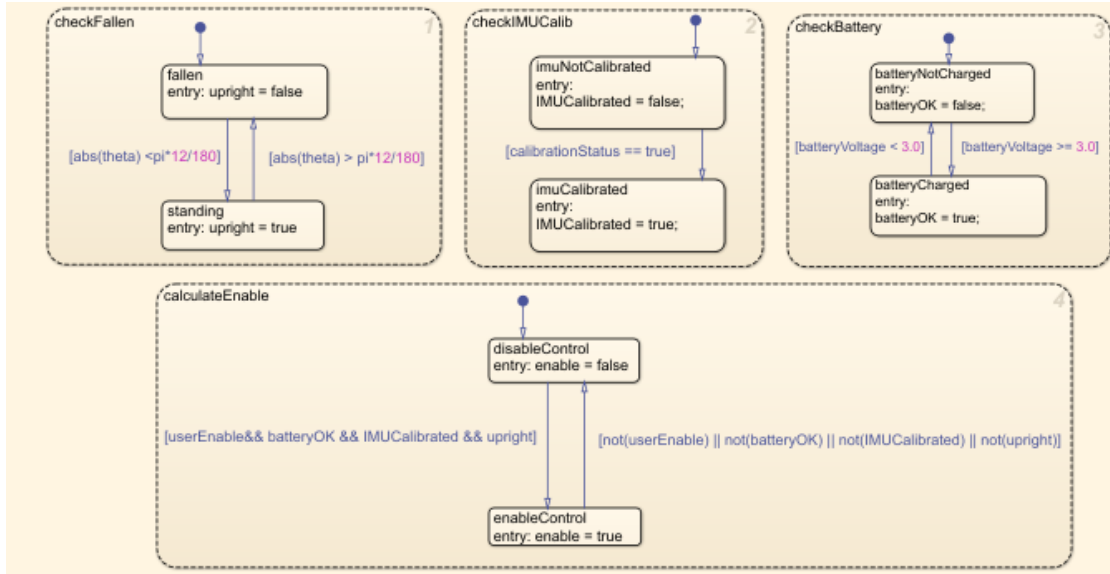 checkFallen
1
fallen
entry: upright = false
[abs(theta) <pi*12/180]
[abs(theta) > pi*12/180]
standing
entry: upright = true
checkIMUCalib
2
imuNotCalibrated
entry:
IMUCalibrated = false;
[calibrationStatus == true]
imuCalibrated
entry:
IMUCalibrated = true;
checkBattery
3
batteryNotCharged
entry:
batteryOK = false;
[batteryVoltage < 3.0]
[batteryVoltage >= 3.0]
batteryCharged
entry:
batteryOK = true;
calculateEnable
4
disableControl
entry: enable = false
[userEnable&& batteryOK && IMUCalibrated && upright]
[not(userEnable) || not(batteryOK) || not(IMUCalibrated) || not(upright)]
enableControl
entry: enable = true